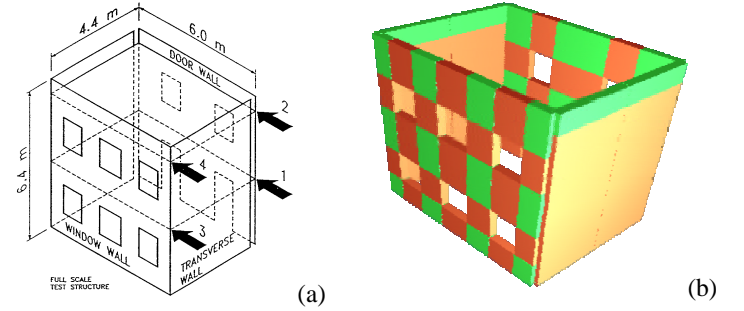 4.4 m
6.0 m
DOOR WALL
2
4
1
6.4 m
3
WINDOW WALL
TRANSVERSE
WALL
FULL SCALE
TEST STRUCTURE
(a)
(b)